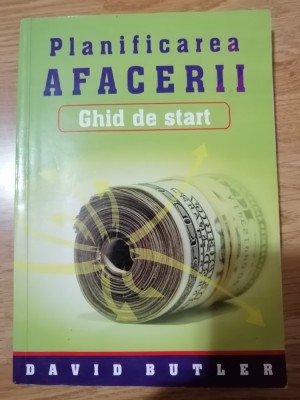 Planificarea
AFACERII
Ghid de start
DAVID BUTLER